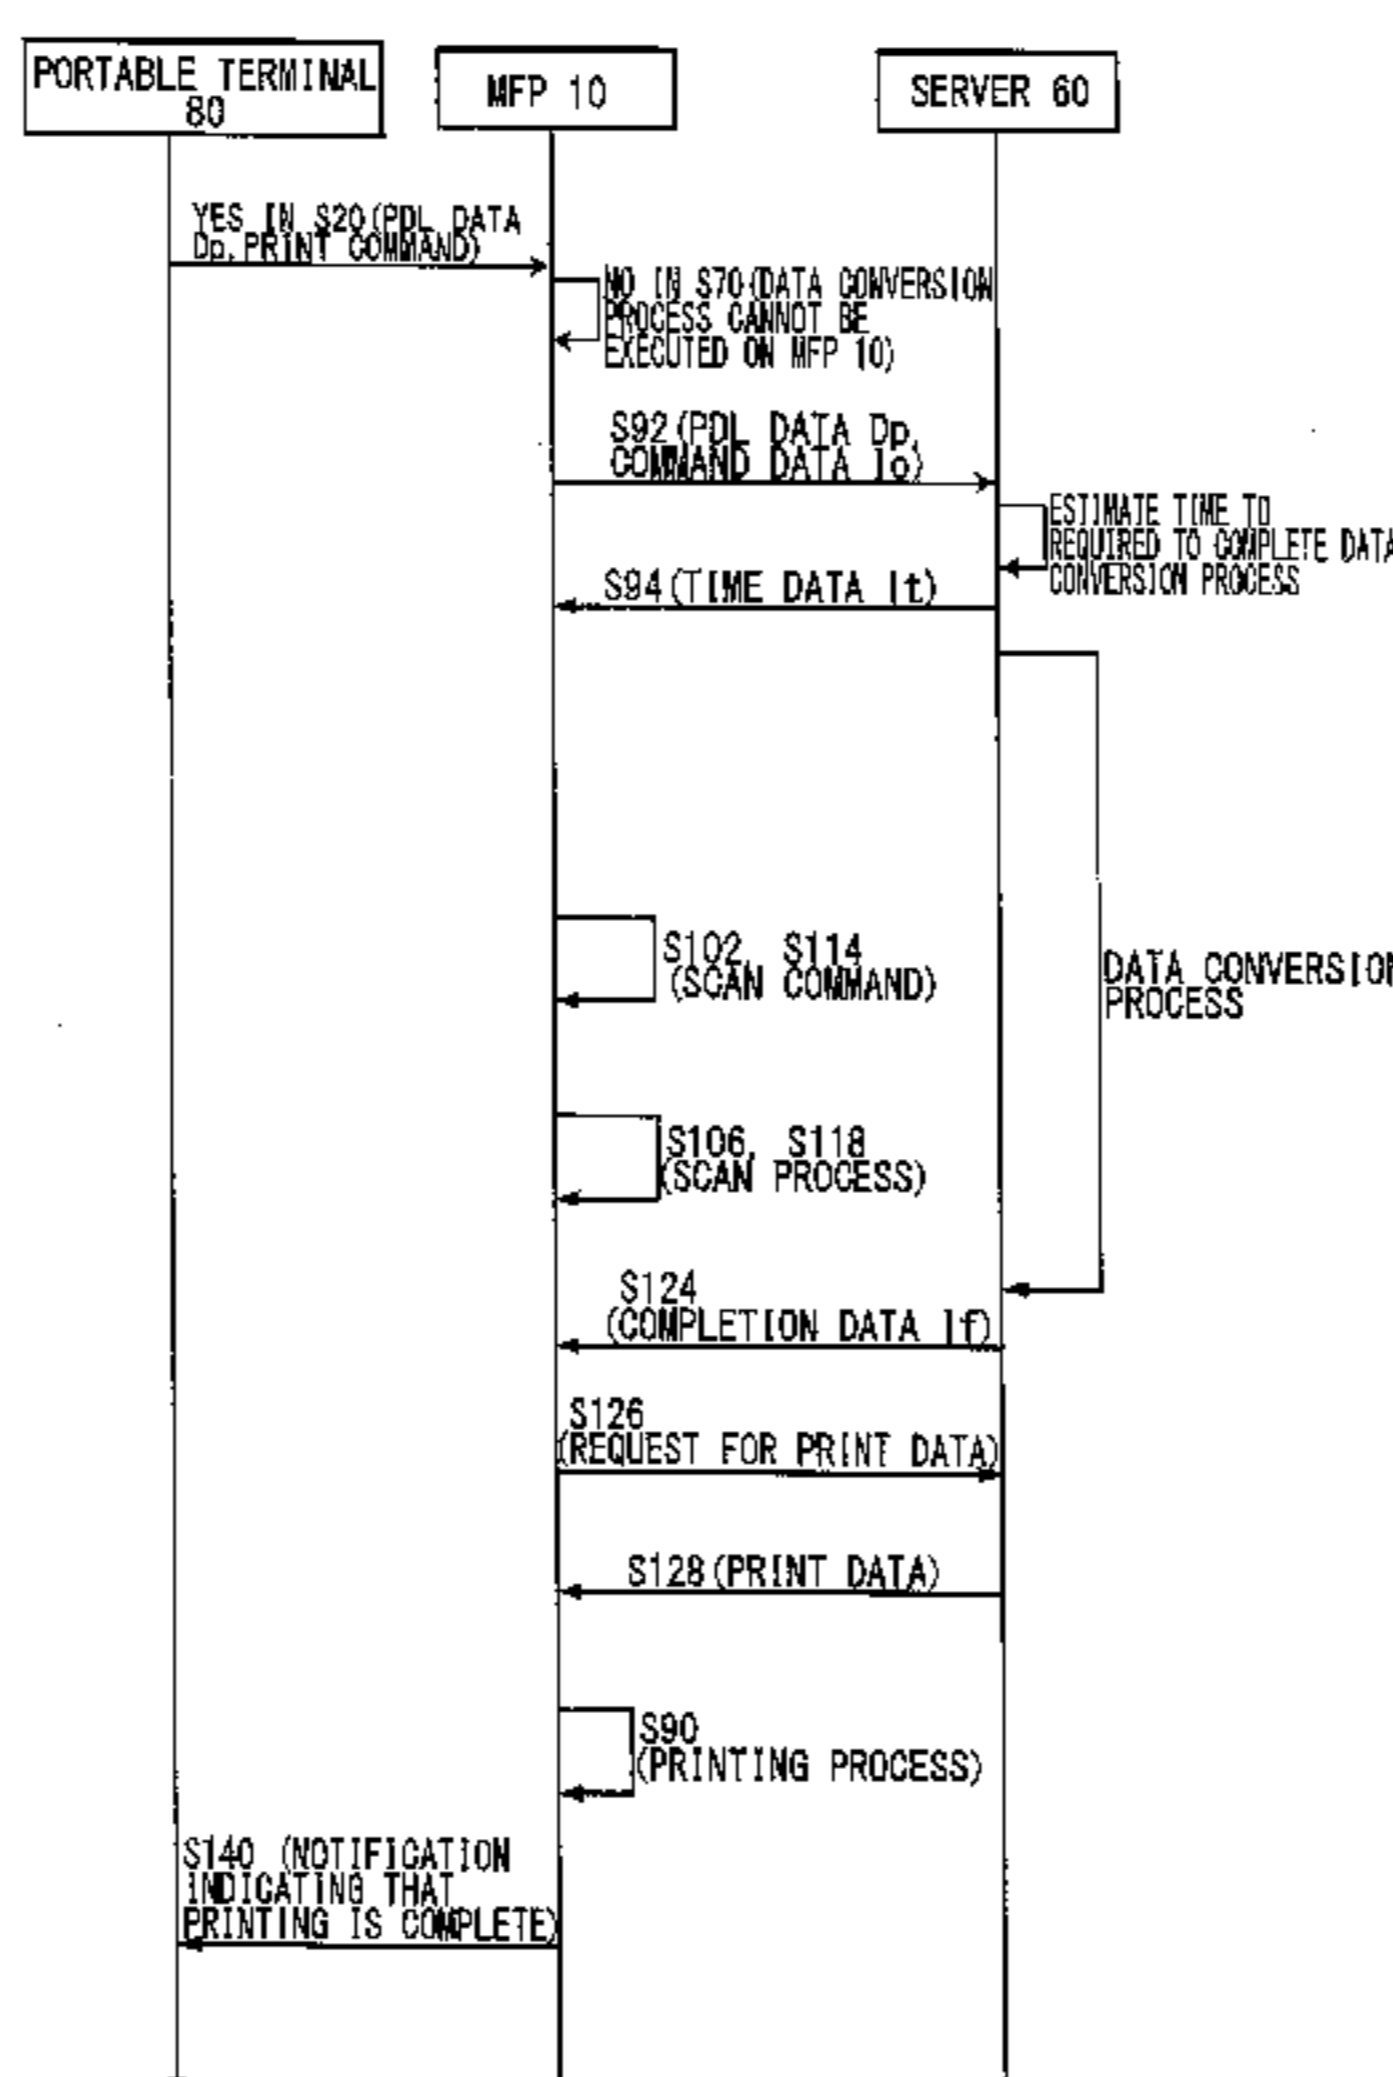 PORTABLE TERMINAL
80
MFP 10
SERVER 60
YES IN S20(PDL DATA
Dp, PRINT COMMAND)
NO IN S70(DATA CONVERSION
PROCESS CANNOT BE
EXECUTED ON MFP 10)
S92(PDL DATA Dp,
COMMAND DATA Io)
ESTIMATE TIME TO
REQUIRED TO COMPLETE DATA
CONVERSION PROCESS
S94(TIME DATA It)
S102, S114
(SCAN COMMAND)
DATA CONVERSION
PROCESS
S106, S118
(SCAN PROCESS)
S124
(COMPLETION DATA If)
S126
(REQUEST FOR PRINT DATA)
S128(PRINT DATA)
S90
(PRINTING PROCESS)
S140 (NOTIFICATION
INDICATING THAT
PRINTING IS COMPLETE)